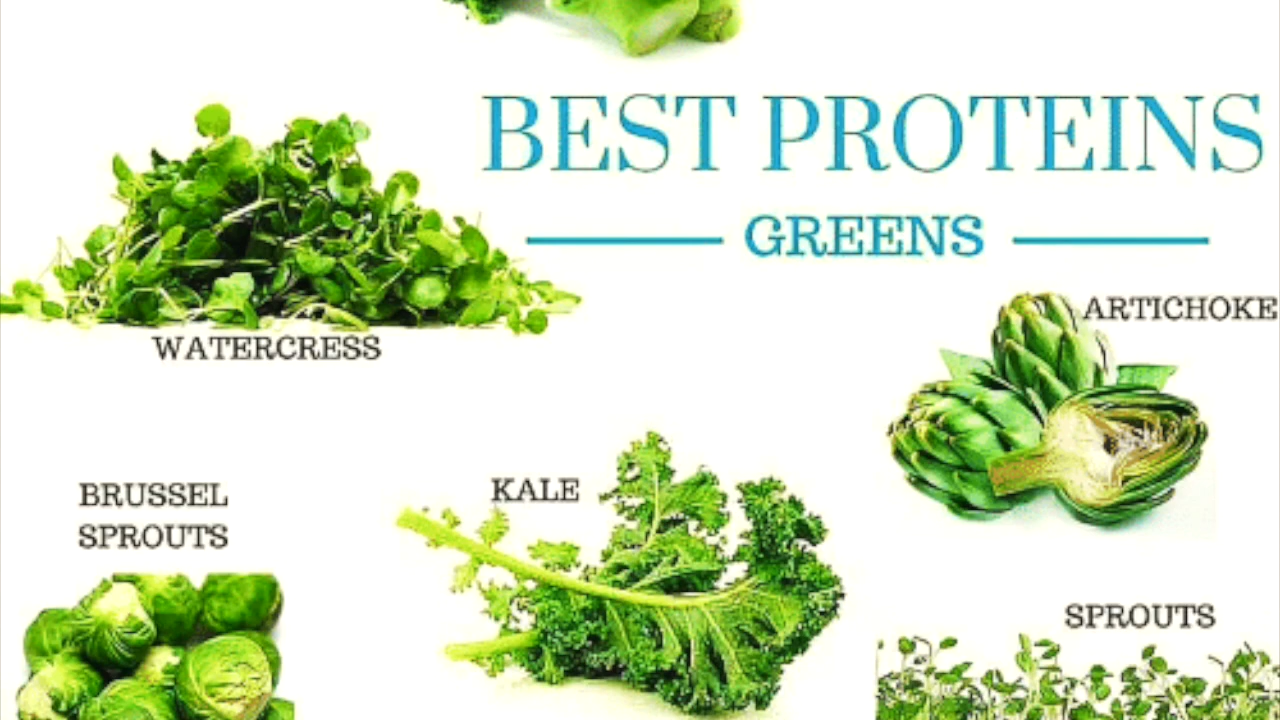 BEST PROTEINS
GREENS
WATERCRESS
ARTICHOKE
BRUSSEL
SPROUTS
KALE
SPROUTS